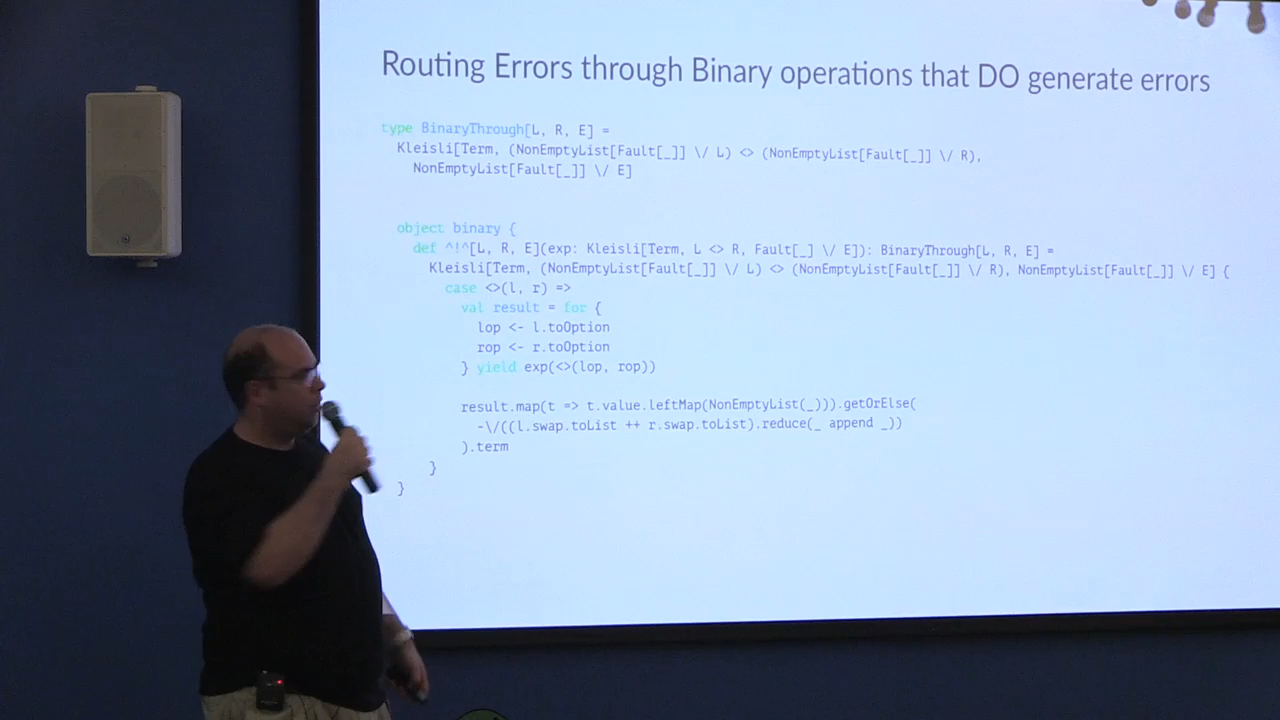 Routing Errors through Binary operations that DO generate errors
type BinaryThrough[L, R, E] =
Kleisli[Term, (NonEmptyList[Fault[_]] \/ L) <> (NonEmptyList[Fault[_]] \/ R),
NonEmptyList[Fault[_]] \/ E]
object binary {
def ^!^[L, R, E](exp: Kleisli[Term, L <> R, Fault[_] \/ E]): BinaryThrough[L, R, E] =
Kleisli[Term, (NonEmptyList[Fault[_]] \/ L) <> (NonEmptyList[Fault[_]] \/ R), NonEmptyList[Fault[_]] \/ E] {
case <>(l, r) =>
val result = for {
lop <- l.toOption
rop <- r.toOption
} yield exp(<>(lop, rop))
result.map(t => t.value.leftMap(NonEmptyList(_))).getOrElse(
-\/((l.swap.toList ++ r.swap.toList).reduce(_ append _))
).term
}
}